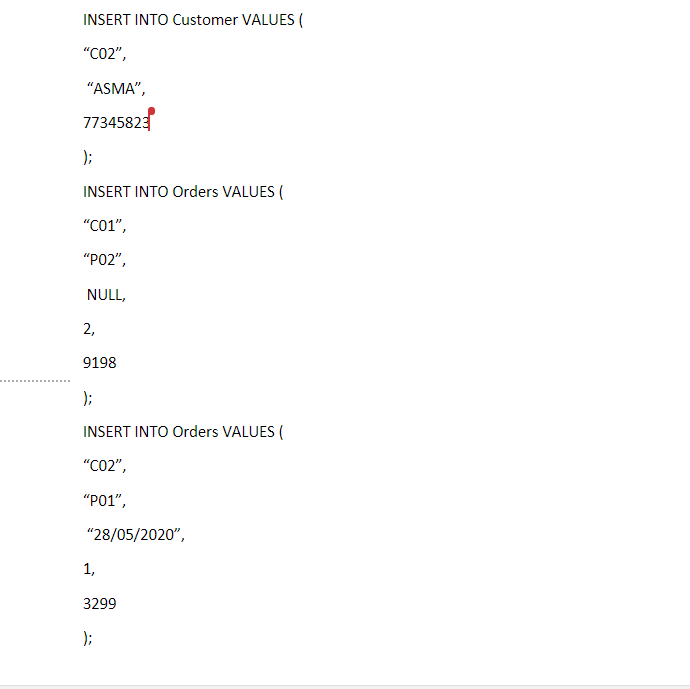 INSERT INTO Customer VALUES (
“C02”,
“ASMA”,
77345823
);
INSERT INTO Orders VALUES (
“C01”,
“P02”,
NULL,
2,
9198
);
INSERT INTO Orders VALUES (
“C02”,
“P01”,
“28/05/2020”,
1,
3299
);